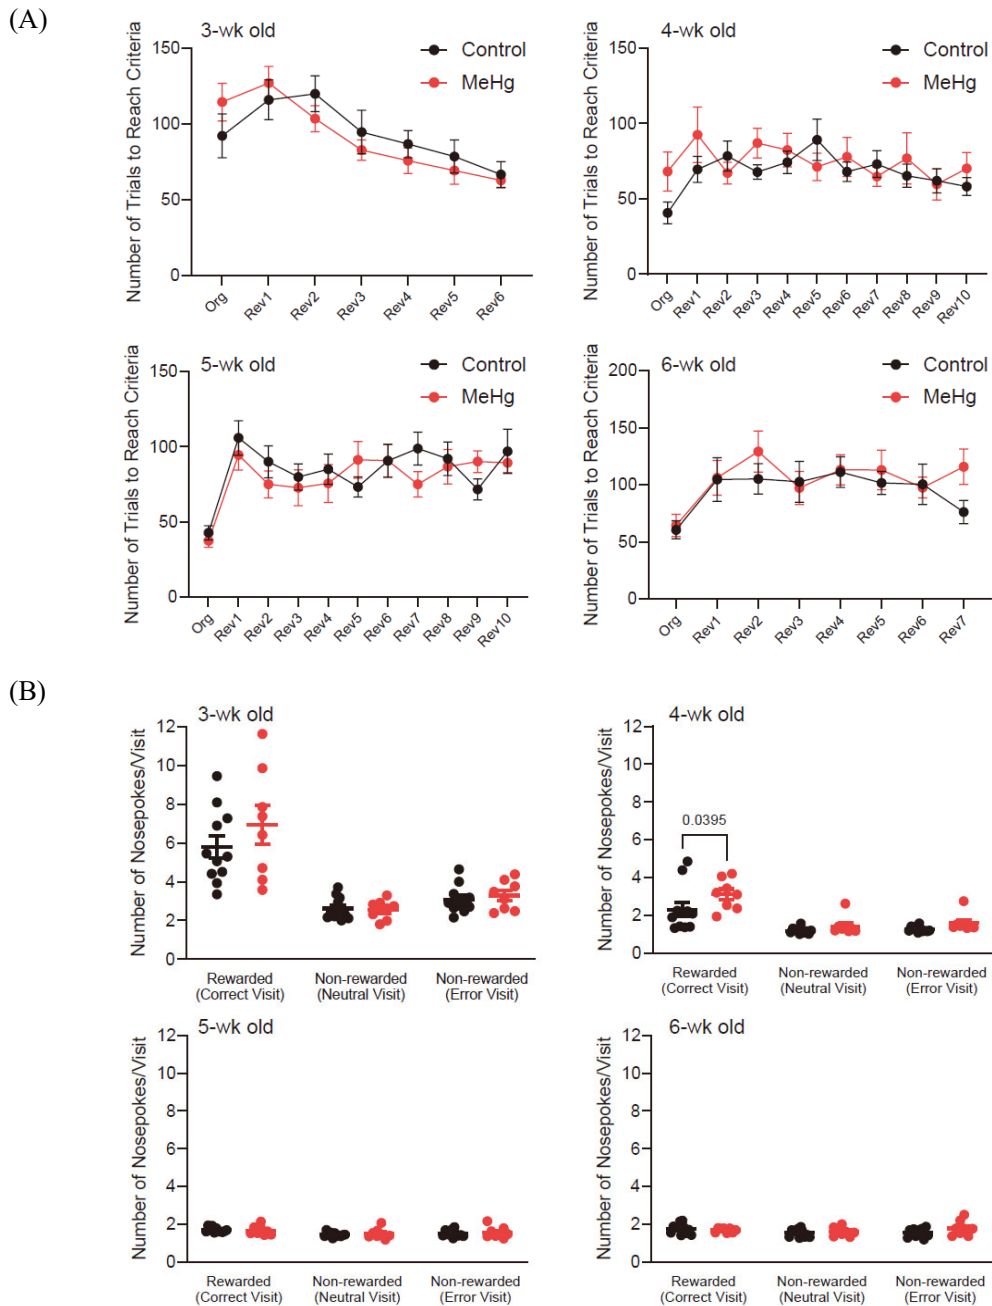 (A)
3-wk old
Control
MeHg
Number of Trials to Reach Criteria
150
100
50
0
Org
Rev1
Rev2
Rev3
Rev4
Rev5
Rev6
4-wk old
Control
MeHg
Number of Trials to Reach Criteria
150
100
50
0
Org
Rev1
Rev2
Rev3
Rev4
Rev5
Rev6
Rev7
Rev8
Rev9
Rev10
5-wk old
Control
MeHg
Number of Trials to Reach Criteria
150
100
50
0
Org
Rev1
Rev2
Rev3
Rev4
Rev5
Rev6
Rev7
Rev8
Rev9
Rev10
6-wk old
Control
MeHg
Number of Trials to Reach Criteria
200
150
100
50
0
Org
Rev1
Rev2
Rev3
Rev4
Rev5
Rev6
Rev7
(B)
3-wk old
Number of Nosepokes/Visit
12
10
8
6
4
2
0
Rewarded
(Correct Visit)
Non-rewarded
(Neutral Visit)
Non-rewarded
(Error Visit)
4-wk old
Number of Nosepokes/Visit
12
10
8
6
4
2
0
0.0395
Rewarded
(Correct Visit)
Non-rewarded
(Neutral Visit)
Non-rewarded
(Error Visit)
5-wk old
Number of Nosepokes/Visit
12
10
8
6
4
2
0
Rewarded
(Correct Visit)
Non-rewarded
(Neutral Visit)
Non-rewarded
(Error Visit)
6-wk old
Number of Nosepokes/Visit
12
10
8
6
4
2
0
Rewarded
(Correct Visit)
Non-rewarded
(Neutral Visit)
Non-rewarded
(Error Visit)